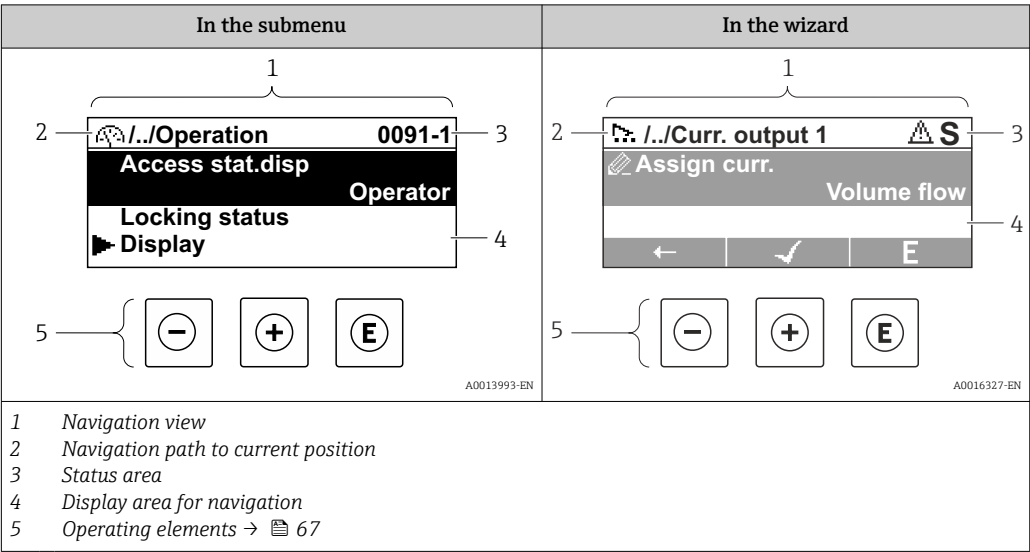 In the submenu
In the wizard
1
2
/../Operation 0091-1
3
Access stat.disp
Operator
Locking status
Display
4
5
- + E
A0013993-EN
1
2
/../Curr. output 1 S
3
Assign curr.
Volume flow
4
← ✓ E
5
- + E
A0016327-EN
1 Navigation view
2 Navigation path to current position
3 Status area
4 Display area for navigation
5 Operating elements → 67